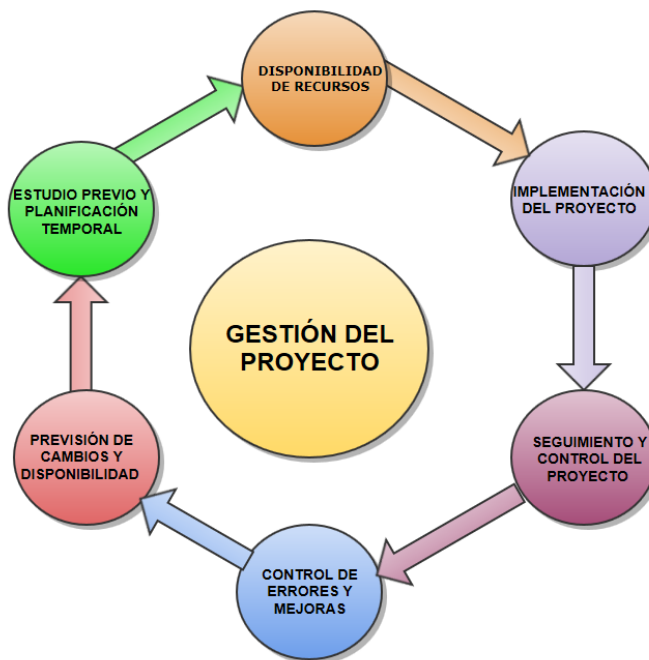 DISPONIBILIDAD
DE RECURSOS
IMPLEMENTACIÓN
DEL PROYECTO
ESTUDIO PREVIO Y
PLANIFICACIÓN
TEMPORAL
GESTIÓN DEL
PROYECTO
PREVISIÓN DE
CAMBIOS Y
DISPONIBILIDAD
SEGUIMIENTO Y
CONTROL DEL
PROYECTO
CONTROL DE
ERRORES Y
MEJORAS